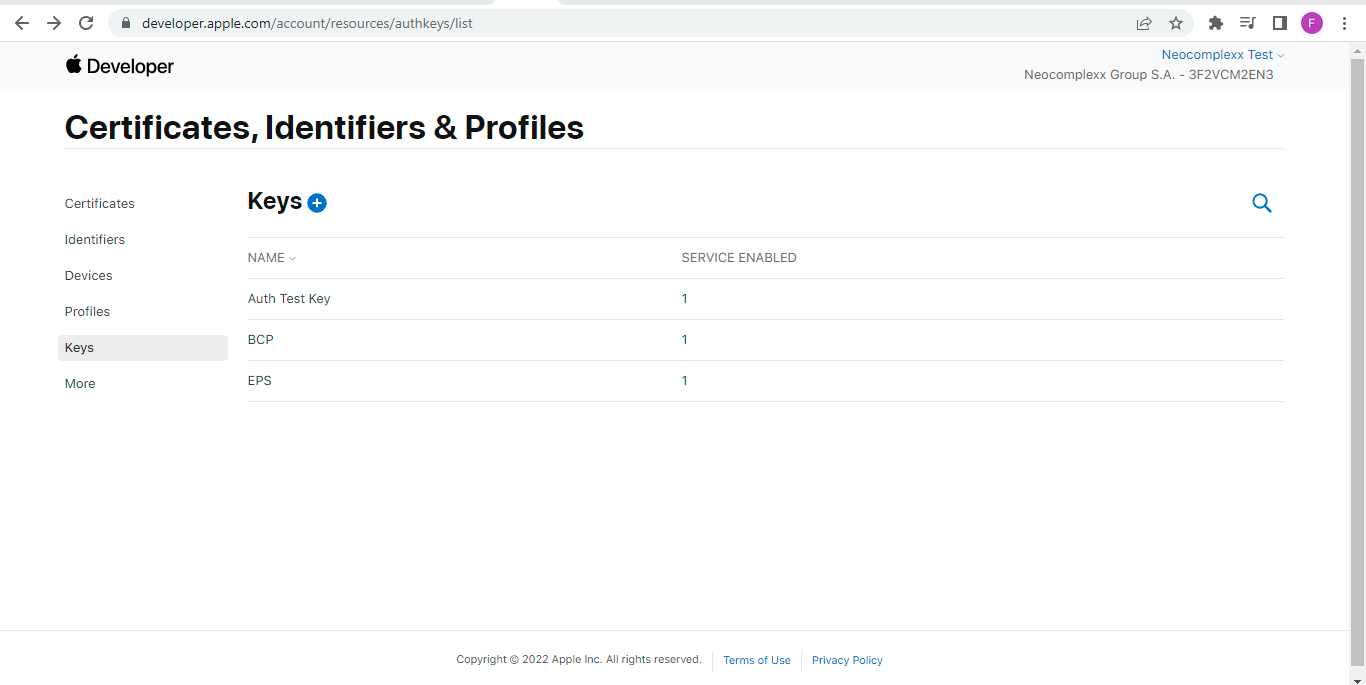 developer.apple.com/account/resources/authkeys/list
F
Developer
Neocomplexx Test
Neocomplexx Group S.A. - 3F2VCM2EN3
Certificates, Identifiers & Profiles
Certificates
Identifiers
Devices
Profiles
Keys
More
Keys
NAME SERVICE ENABLED
Auth Test Key 1
BCP 1
EPS 1
Copyright © 2022 Apple Inc. All rights reserved. Terms of Use Privacy Policy